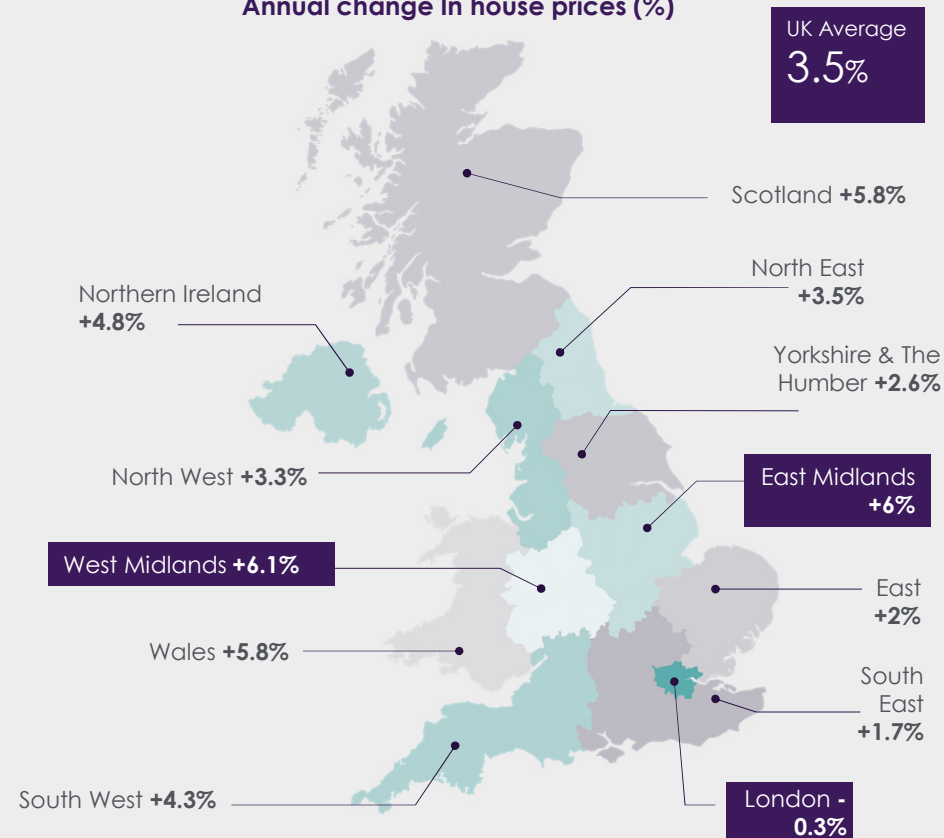 Annual change In house prices (%)
UK Average
3.5%
Scotland +5.8%
North East
+3.5%
Northern Ireland
+4.8%
Yorkshire & The
Humber +2.6%
North West +3.3%
East Midlands
+6%
West Midlands +6.1%
East
+2%
Wales +5.8%
South
East
+1.7%
South West +4.3%
London -
0.3%